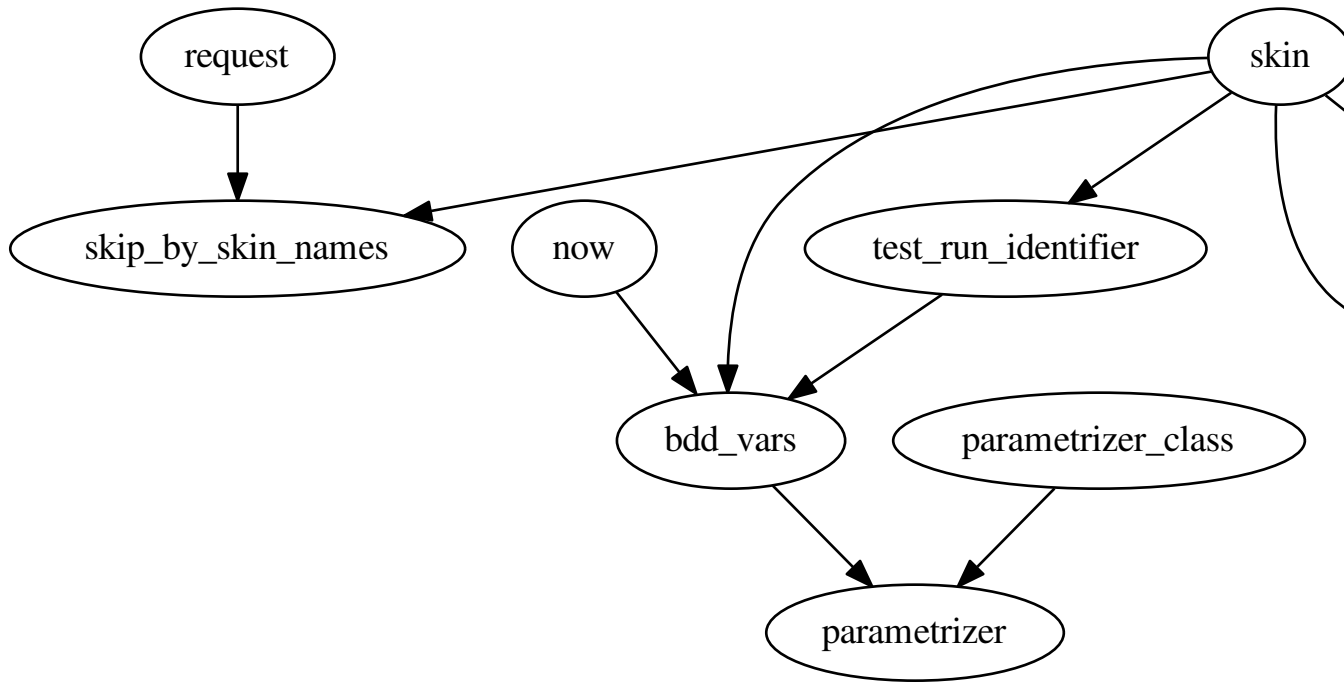 request
skin
skip_by_skin_names
now
test_run_identifier
bdd_vars
parametrizer_class
parametrizer